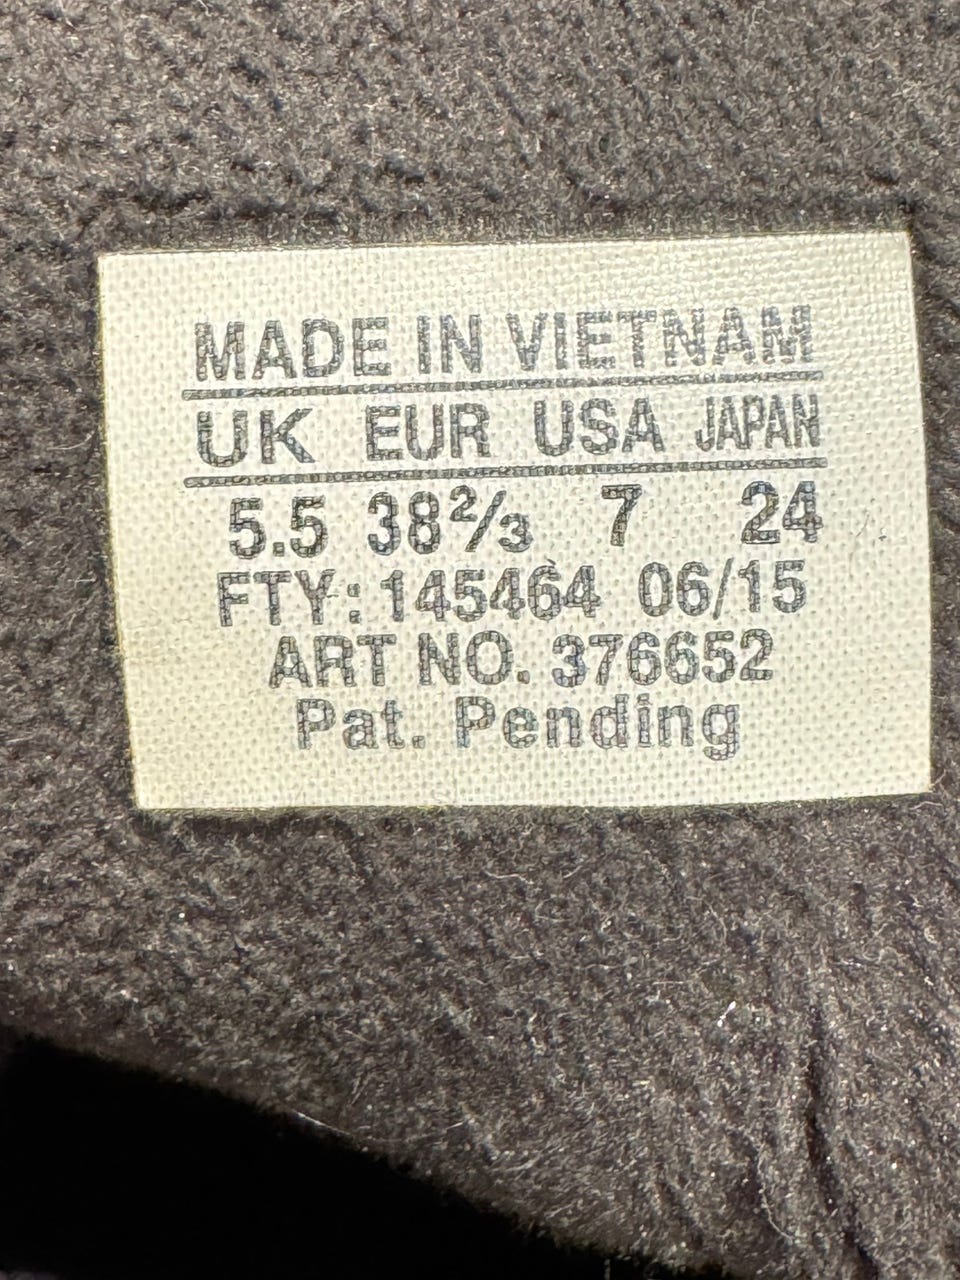 MADE IN VIETNAM
UK EUR USA JAPAN
5.5 38⅔ 7 24
FTY: 145464 06/15
ART NO. 376652
Pat. Pending